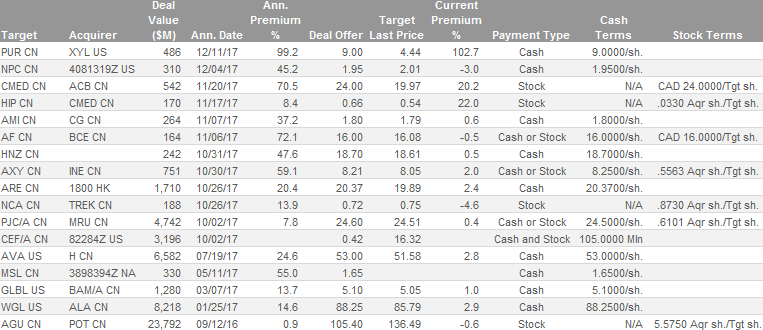 Deal Ann. Target Current Cash
Target Acquirer Value ($M) Ann. Date Premium % Deal Offer Last Price Premium % Payment Type Terms Stock Terms
PUR CN XYL US 486 12/11/17 99.2 9.00 4.44 102.7 Cash 9.0000/sh.
NPC CN 4081319Z US 310 12/04/17 45.2 1.95 2.01 -3.0 Cash 1.9500/sh.
CMED CN ACB CN 542 11/20/17 70.5 24.00 19.97 20.2 Stock N/A CAD 24.0000/Tgt sh.
HIP CN CMED CN 170 11/17/17 8.4 0.66 0.54 22.0 Stock N/A .0330 Aqr sh./Tgt sh.
AMI CN CG CN 264 11/07/17 37.2 1.80 1.79 0.6 Cash 1.8000/sh.
AF CN BCE CN 164 11/06/17 72.1 16.00 16.08 -0.5 Cash or Stock 16.0000/sh. CAD 16.0000/Tgt sh.
HNZ CN 242 10/31/17 47.6 18.70 18.61 0.5 Cash 18.7000/sh.
AXY CN INE CN 751 10/30/17 59.1 8.21 8.05 2.0 Cash or Stock 8.2500/sh. .5563 Aqr sh./Tgt sh.
ARE CN 1800 HK 1,710 10/26/17 20.4 20.37 19.89 2.4 Cash 20.3700/sh.
NCA CN TREK CN 188 10/26/17 13.9 0.72 0.75 -4.6 Stock N/A .8730 Aqr sh./Tgt sh.
PJC/A CN MRU CN 4,742 10/02/17 7.8 24.60 24.51 0.4 Cash or Stock 24.5000/sh. .6101 Aqr sh./Tgt sh.
CEF/A CN 82284Z US 3,196 10/02/17 0.42 16.32 Cash and Stock 105.0000 Mln
AVA US H CN 6,582 07/19/17 24.6 53.00 51.58 2.8 Cash 53.0000/sh.
MSL CN 3898394Z NA 330 05/11/17 55.0 1.65 Cash 1.6500/sh.
GLBL US BAM/A CN 1,280 03/07/17 13.7 5.10 5.05 1.0 Cash 5.1000/sh.
WGL US ALA CN 8,218 01/25/17 14.6 88.25 85.79 2.9 Cash 88.2500/sh.
AGU CN POT CN 23,792 09/12/16 0.9 105.40 136.49 -0.6 Stock N/A 5.5750 Aqr sh./Tgt sh.